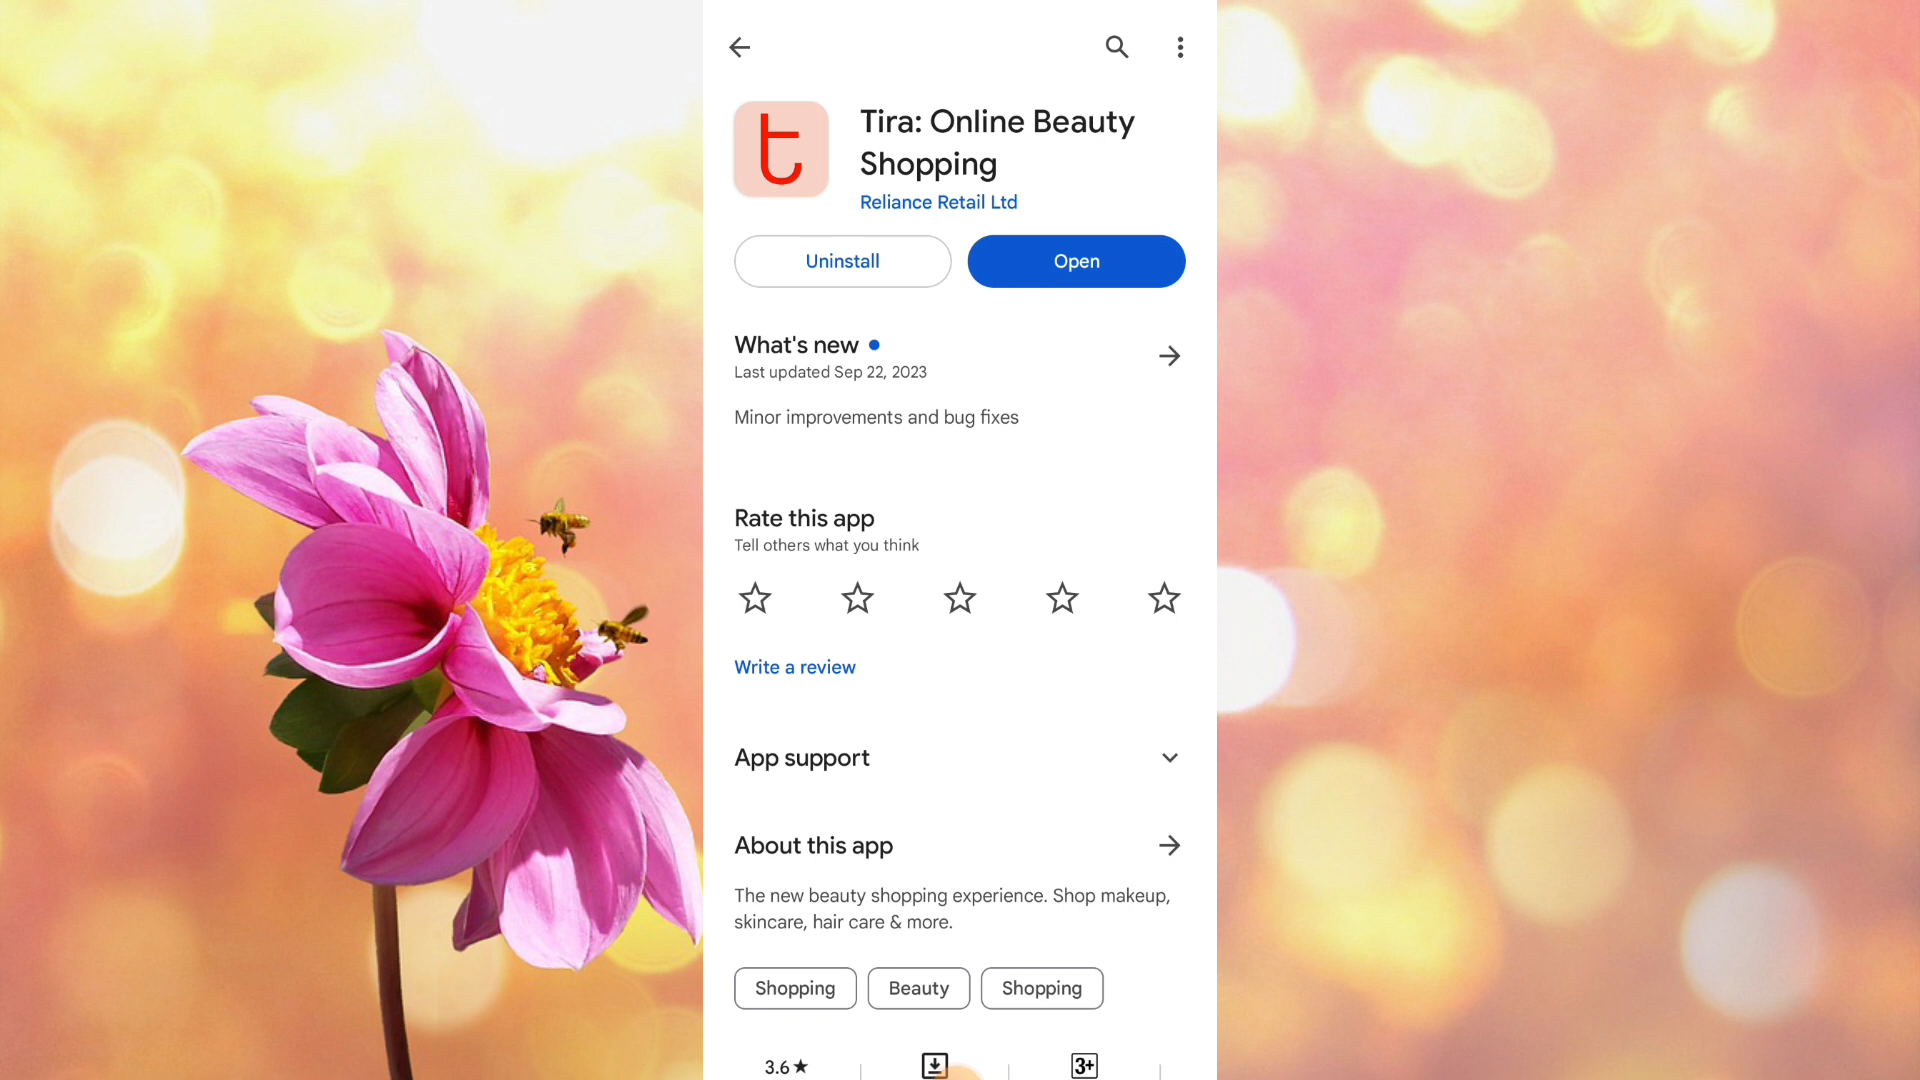 t
Tira: Online Beauty
Shopping
Reliance Retail Ltd
Uninstall
Open
What's new
Last updated Sep 22, 2023
Minor improvements and bug fixes
Rate this app
Tell others what you think
Write a review
App support
About this app
The new beauty shopping experience. Shop makeup,
skincare, hair care & more.
Shopping
Beauty
Shopping
3.6★
3+